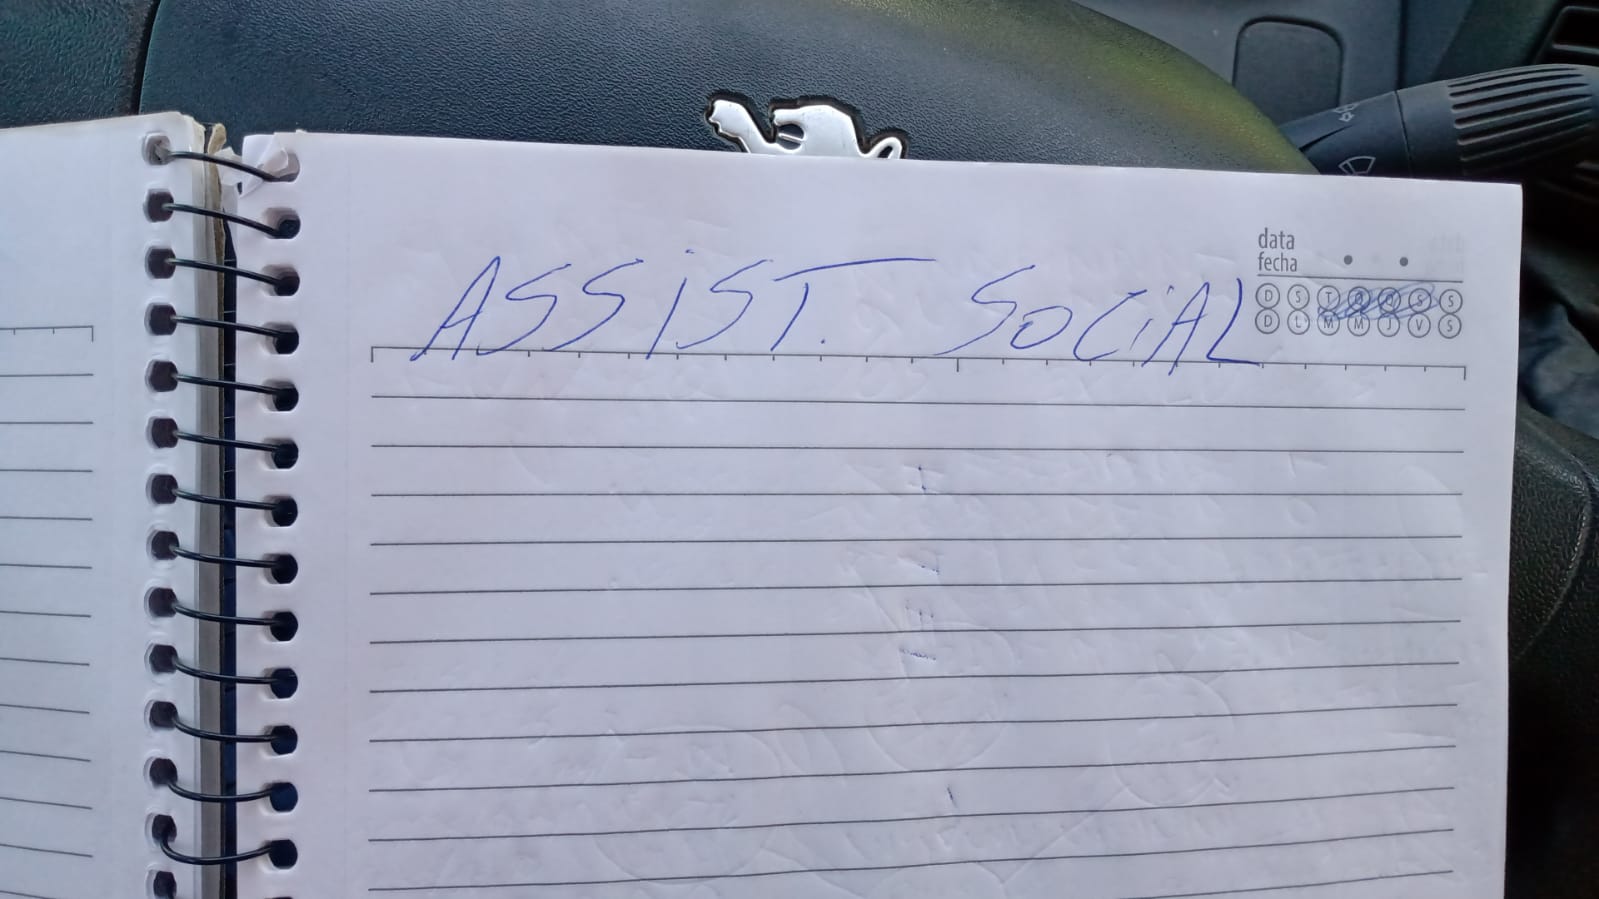 data
fecha
ASSIST. SOCIAL
D S T Q Q S S
D L M M J V S